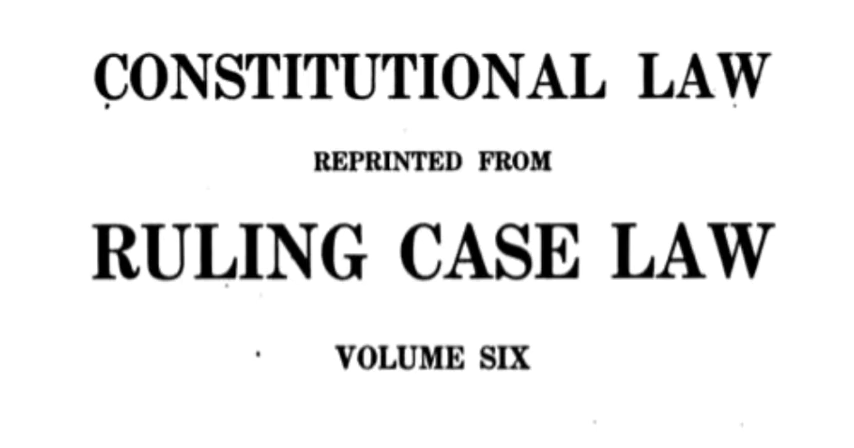 CONSTITUTIONAL LAW
REPRINTED FROM
RULING CASE LAW
VOLUME SIX